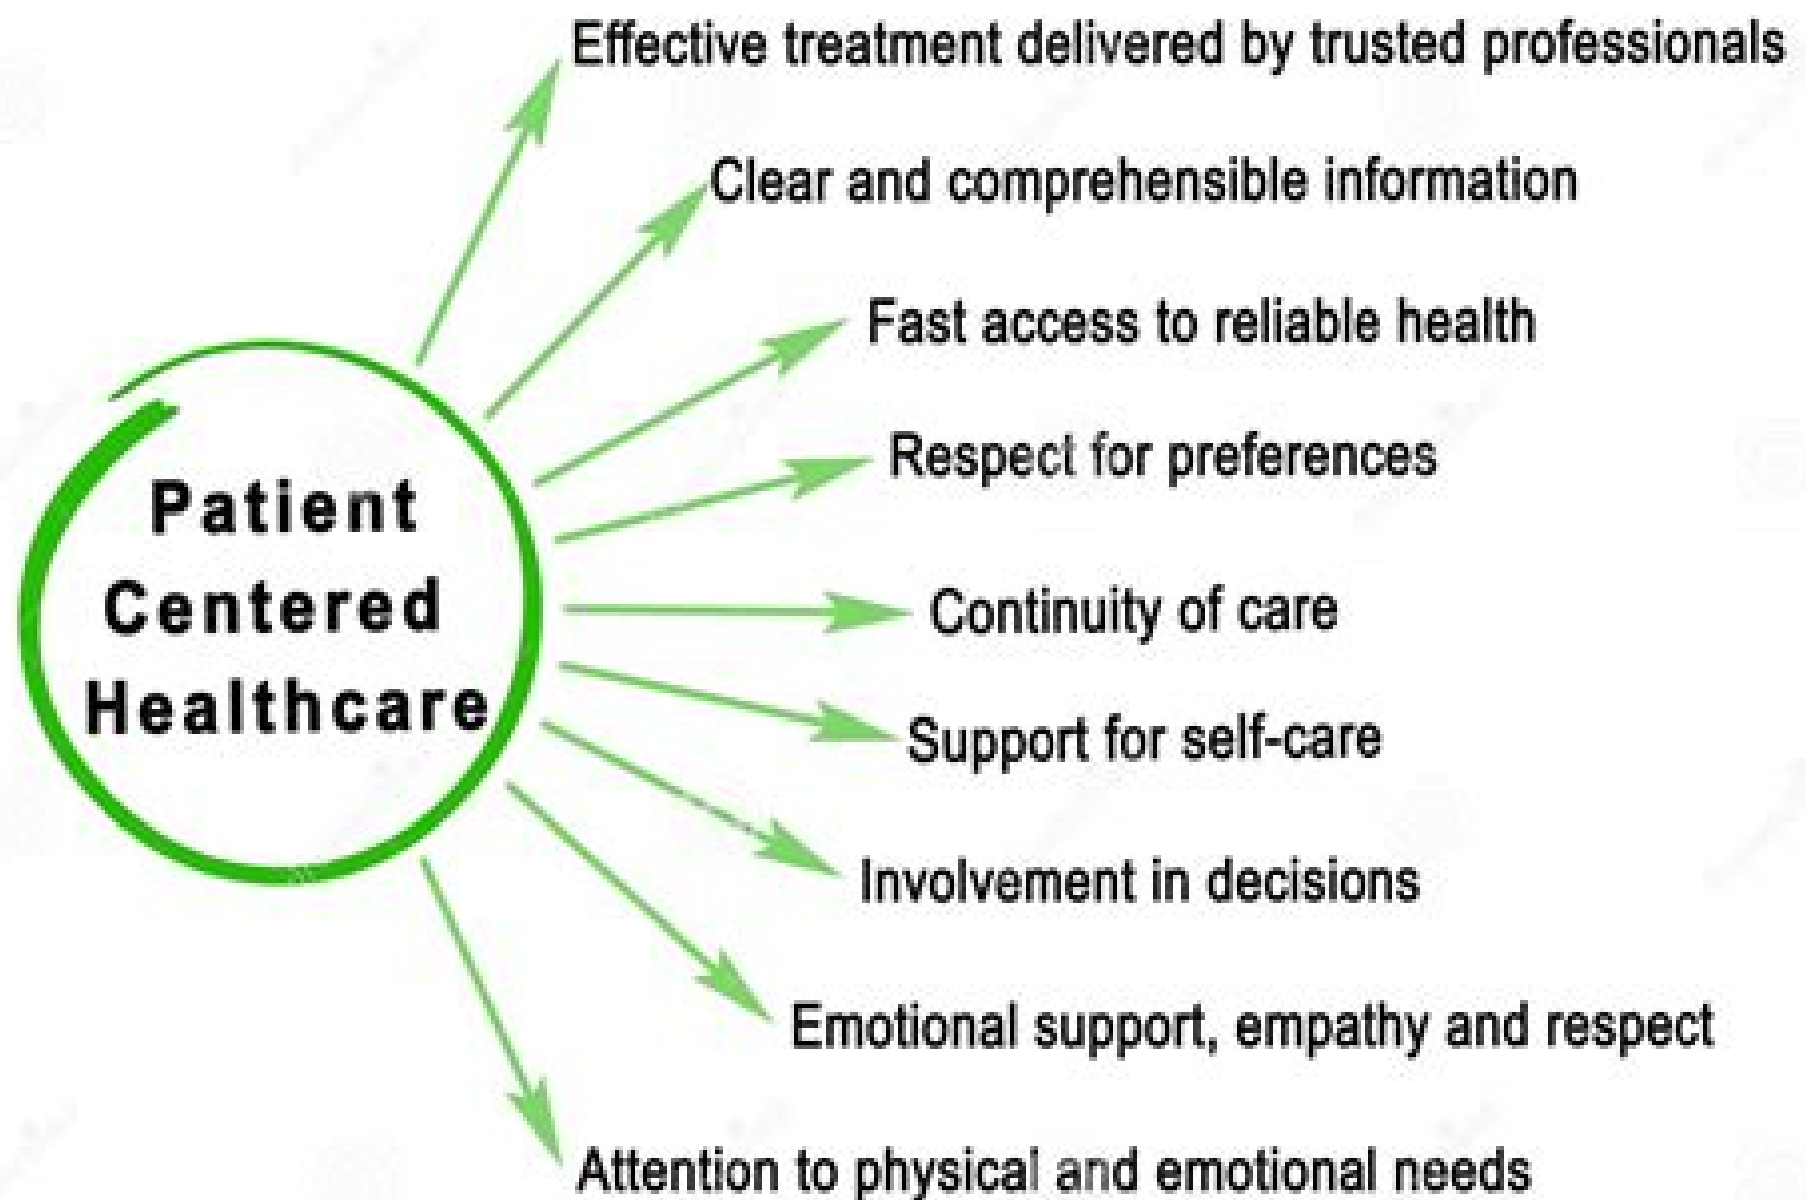 Effective treatment delivered by trusted professionals
Clear and comprehensible information
Fast access to reliable health
Respect for preferences
Patient
Centered
Healthcare
Continuity of care
Support for self-care
Involvement in decisions
Emotional support, empathy and respect
Attention to physical and emotional needs